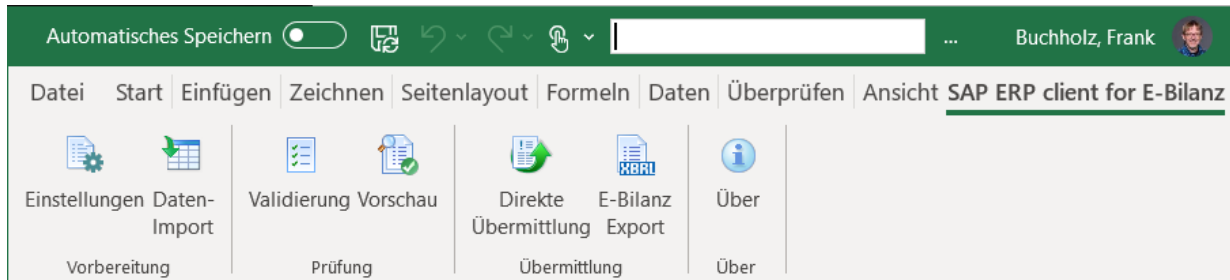 Automatisches Speichern ... Buchholz, Frank
Datei Start Einfügen Zeichnen Seitenlayout Formeln Daten Überprüfen Ansicht SAP ERP client for E-Bilanz
XBRL
Einstellungen Daten- Validierung Vorschau Direkte E-Bilanz Über
Import Übermittlung Export
Vorbereitung Prüfung Übermittlung Über